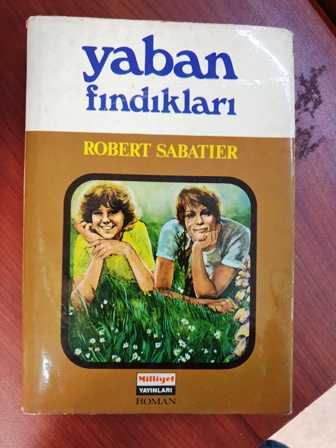 yaban
fındıkları
ROBERT SABATIER
Milliyet
YAYINLARI
ROMAN